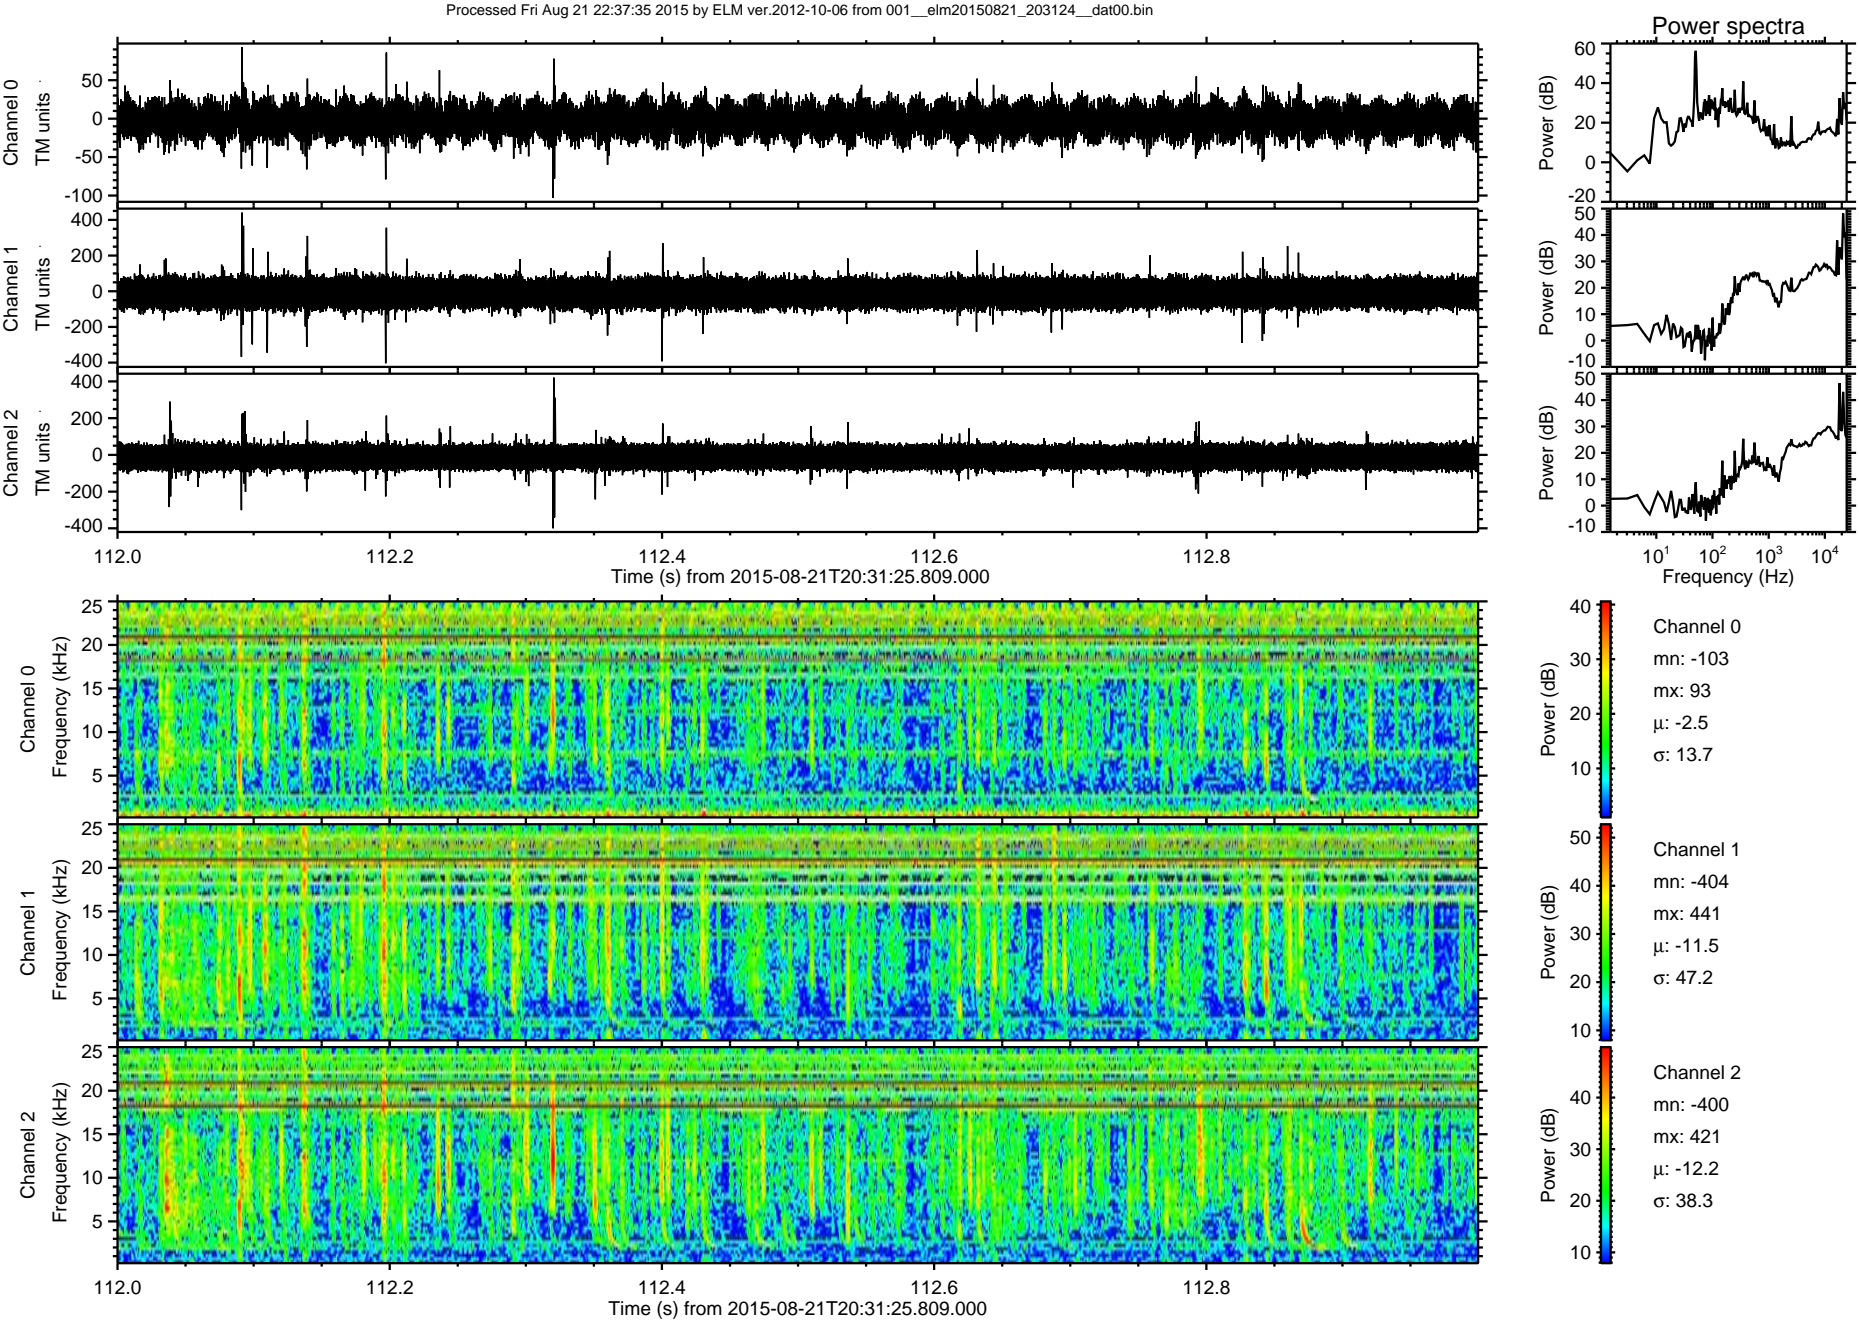 Processed Fri Aug 21 22:37:35 2015 by ELM ver.2012-10-06 from 001__elm20150821_203124__dat00.bin
Power spectra
Channel 0
TM units
50
0
-50
-100
Power (dB)
60
40
20
0
-20
Channel 1
TM units
400
200
0
-200
-400
Power (dB)
50
40
30
20
10
0
-10
Channel 2
TM units
400
200
0
-200
-400
Power (dB)
50
40
30
20
10
0
-10
112.0 112.2 112.4 112.6 112.8
Time (s) from 2015-08-21T20:31:25.809.000
10¹ 10² 10³ 10⁴
Frequency (Hz)
Channel 0
Frequency (kHz)
25
20
15
10
5
Power (dB)
40
30
20
10
Channel 0
mn: -103
mx: 93
μ: -2.5
σ: 13.7
Channel 1
Frequency (kHz)
25
20
15
10
5
Power (dB)
50
40
30
20
10
Channel 1
mn: -404
mx: 441
μ: -11.5
σ: 47.2
Channel 2
Frequency (kHz)
25
20
15
10
5
Power (dB)
40
30
20
10
Channel 2
mn: -400
mx: 421
μ: -12.2
σ: 38.3
112.0 112.2 112.4 112.6 112.8
Time (s) from 2015-08-21T20:31:25.809.000